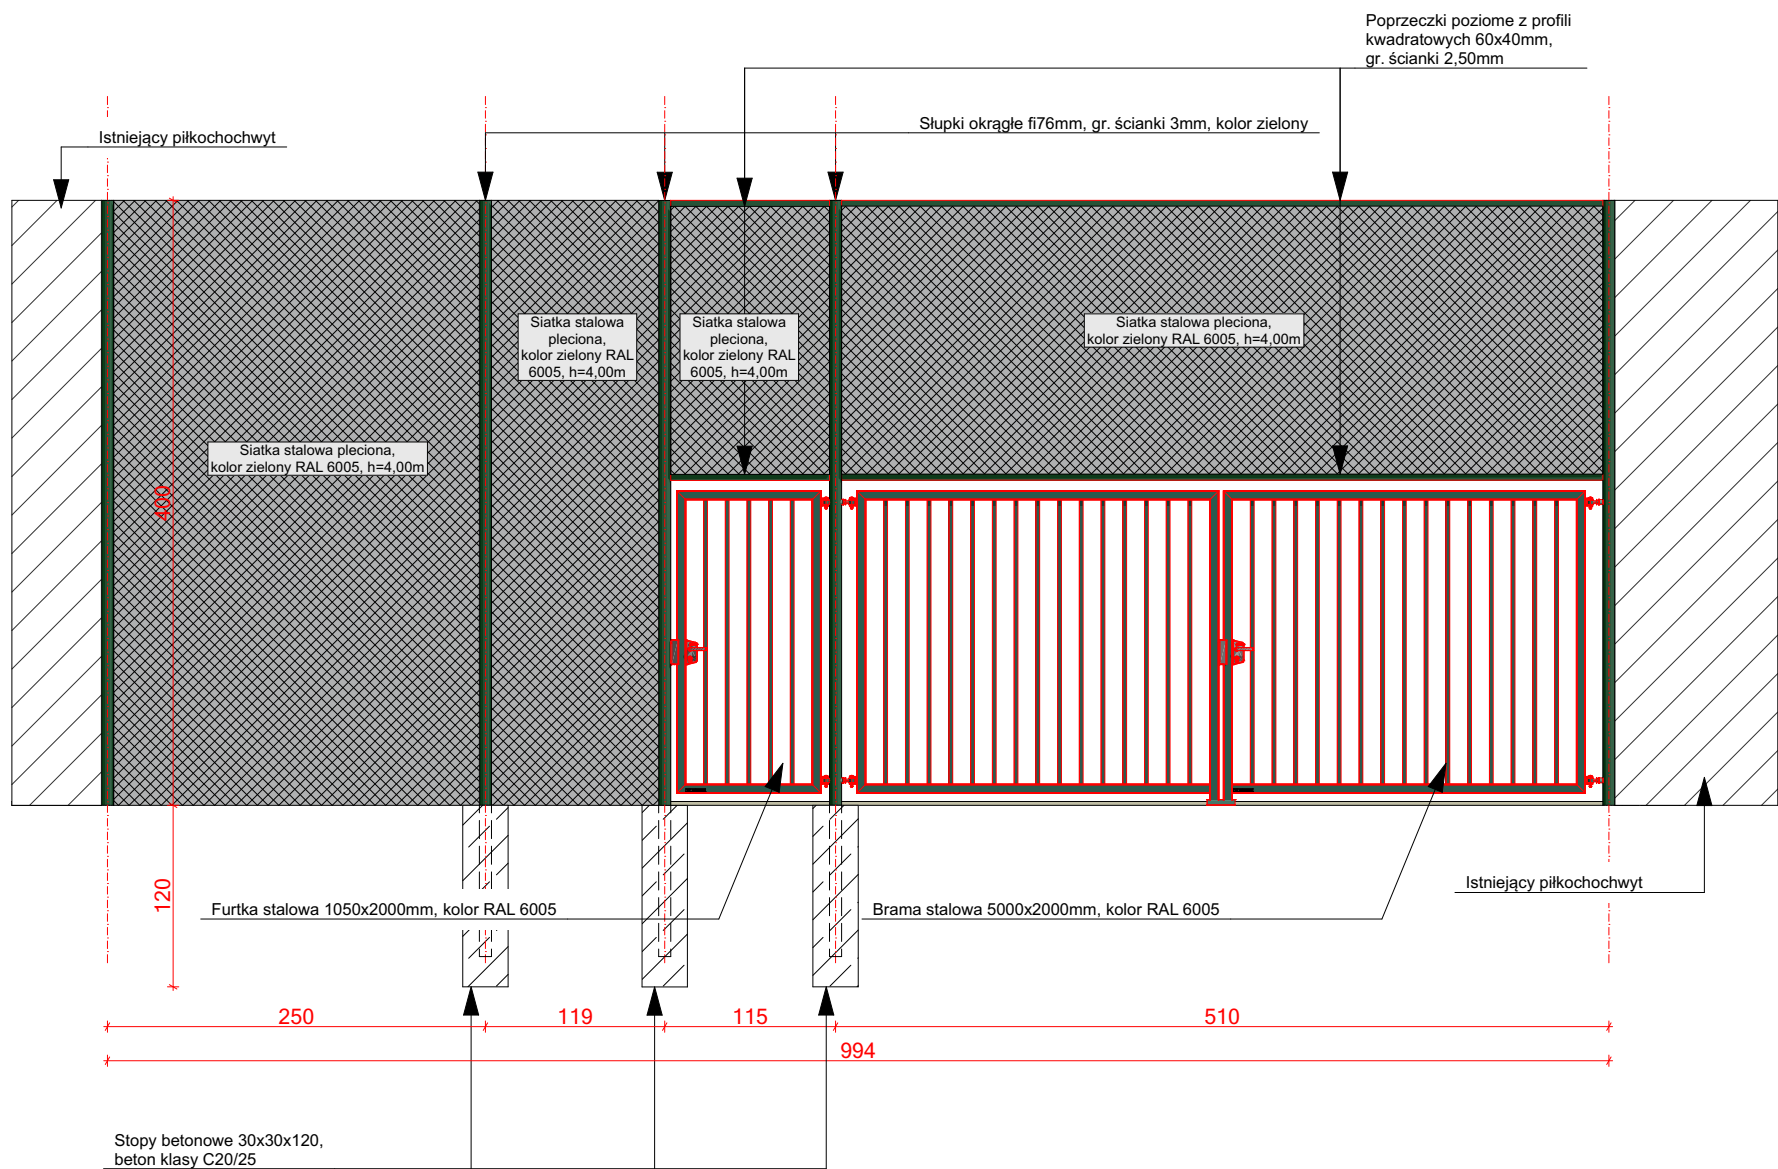 Poprzeczki poziome z profili
kwadratowych 60x40mm,
gr. ścianki 2,50mm
Słupki okrągłe fi76mm, gr. ścianki 3mm, kolor zielony
Istniejący piłkochochwyt
Siatka stalowa
pleciona,
kolor zielony RAL
6005, h=4,00m
Siatka stalowa
pleciona,
kolor zielony RAL
6005, h=4,00m
Siatka stalowa pleciona,
kolor zielony RAL 6005, h=4,00m
Siatka stalowa pleciona,
kolor zielony RAL 6005, h=4,00m
400
120
Furtka stalowa 1050x2000mm, kolor RAL 6005
Brama stalowa 5000x2000mm, kolor RAL 6005
Istniejący piłkochochwyt
250
119
115
510
994
Stopy betonowe 30x30x120,
beton klasy C20/25